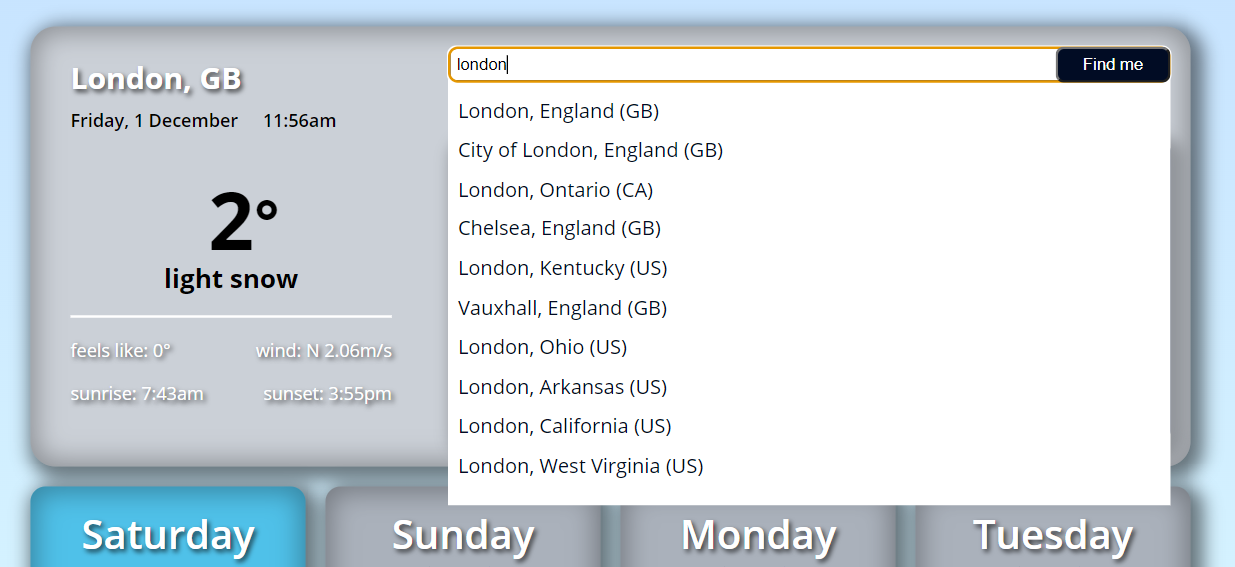 London, GB
Friday, 1 December 11:56am
2°
light snow
feels like: 0° wind: N 2.06m/s
sunrise: 7:43am sunset: 3:55pm
london Find me
London, England (GB)
City of London, England (GB)
London, Ontario (CA)
Chelsea, England (GB)
London, Kentucky (US)
Vauxhall, England (GB)
London, Ohio (US)
London, Arkansas (US)
London, California (US)
London, West Virginia (US)
Saturday Sunday Monday Tuesday